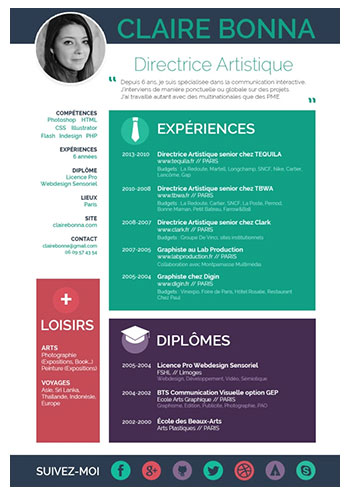 CLAIRE BONNA
Directrice Artistique
“ Depuis 6 ans, je suis spécialisée dans la communication interactive.
J'interviens de manière ponctuelle ou globale sur des projets.
J'ai travaillé autant avec des multinationales que des PME. ”
COMPÉTENCES
Photoshop HTML
CSS Illustrator
Flash Indesign PHP
EXPÉRIENCES
6 années
DIPLÔME
Licence Pro
Webdesign Sensoriel
LIEUX
Paris
SITE
clairebonna.com
CONTACT
clairebonna@gmail.com
06 09 57 43 54
EXPÉRIENCES
2013-2010 Directrice Artistique senior chez TEQUILA
www.tequila.fr // PARIS
Budgets : La Redoute, Martell, Longchamp, SNCF, Nike, Cartier,
Lancôme, Gap
2010-2008 Directrice Artistique senior chez TBWA
www.tbwa.fr // PARIS
Budgets : La Redoute, Cartier, SNCF, La Poste, Pernod,
Bonne Maman, Petit Bateau,
2008-2007 Directrice Artistique senior chez Clark
www.clark.fr // PARIS
Budgets : Groupe De Vinci, sites institutionnels
2007-2005 Graphiste au Lab Production
www.labproduction.fr // PARIS
Collaboration avec Montparnasse Multimédia
2005-2004 Graphiste chez Digin
www.digin.fr // PARIS
Budgets : Vinexpo, Foire de Paris, Hôtel Rosalie, Restaurant
Chez Paul
LOISIRS
ARTS
Photographie
(Expositions, Book...)
Peinture (Expositions)
VOYAGES
Asie, Sri Lanka,
Thaïlande, Indonésie,
Europe
DIPLÔMES
2005-2004 Licence Pro Webdesign Sensoriel
FSHL // Limoges
Webdesign, Développement, Vidéo, Sémiotique
2004-2002 BTS Communication Visuelle option GEP
Ecole Arts Graphique // PARIS
Graphisme, Edition, Publicité, Photographie, PAO
2002-2000 École des Beaux-Arts
Arts Plastiques // PARIS
SUIVEZ-MOI